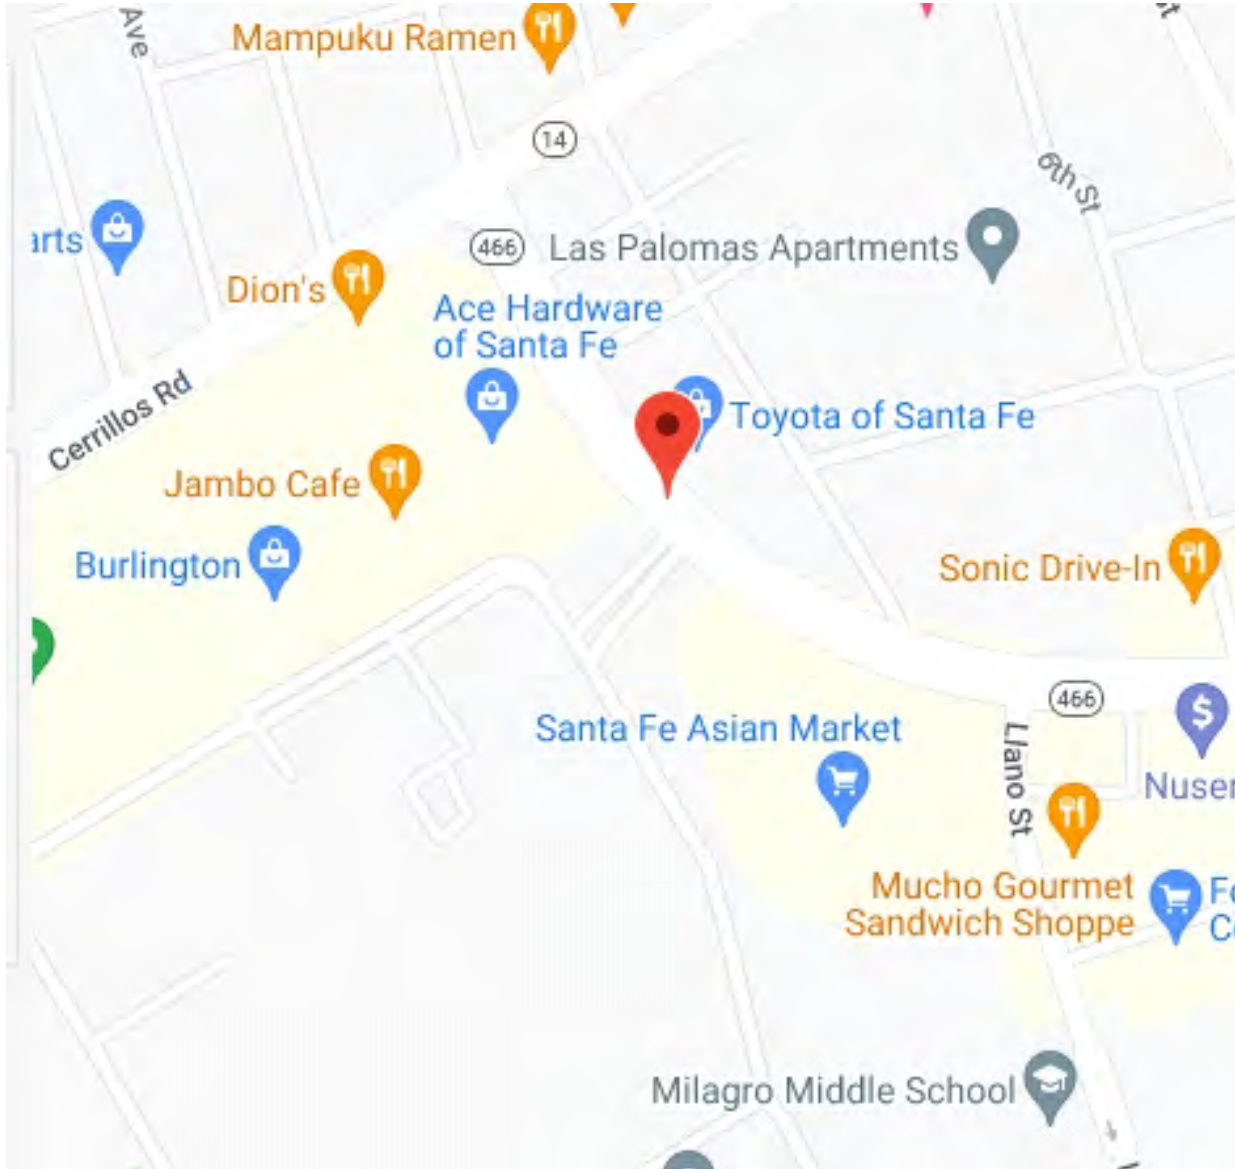 Ave
Mampuku Ramen
14
6th St
arts
466
Las Palomas Apartments
Dion's
Ace Hardware
of Santa Fe
Cerrillos Rd
Toyota of Santa Fe
Jambo Cafe
Burlington
Sonic Drive-In
466
Santa Fe Asian Market
Llano St
$
Nuser
Mucho Gourmet
Sandwich Shoppe
Milagro Middle School